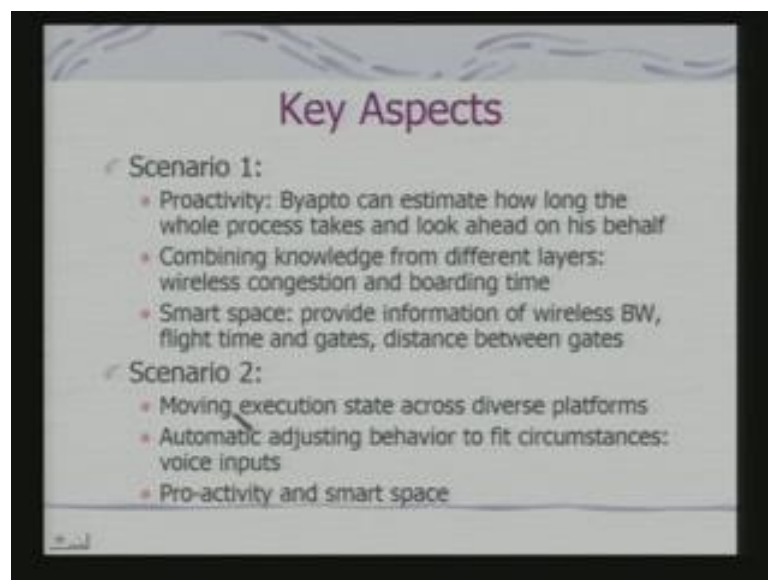 Key Aspects
Scenario 1:
Proactivity: Byapto can estimate how long the
whole process takes and look ahead on his behalf
Combining knowledge from different layers:
wireless congestion and boarding time
Smart space: provide information of wireless BW,
flight time and gates, distance between gates
Scenario 2:
Moving execution state across diverse platforms
Automatic adjusting behavior to fit circumstances:
voice inputs
Pro-activity and smart space